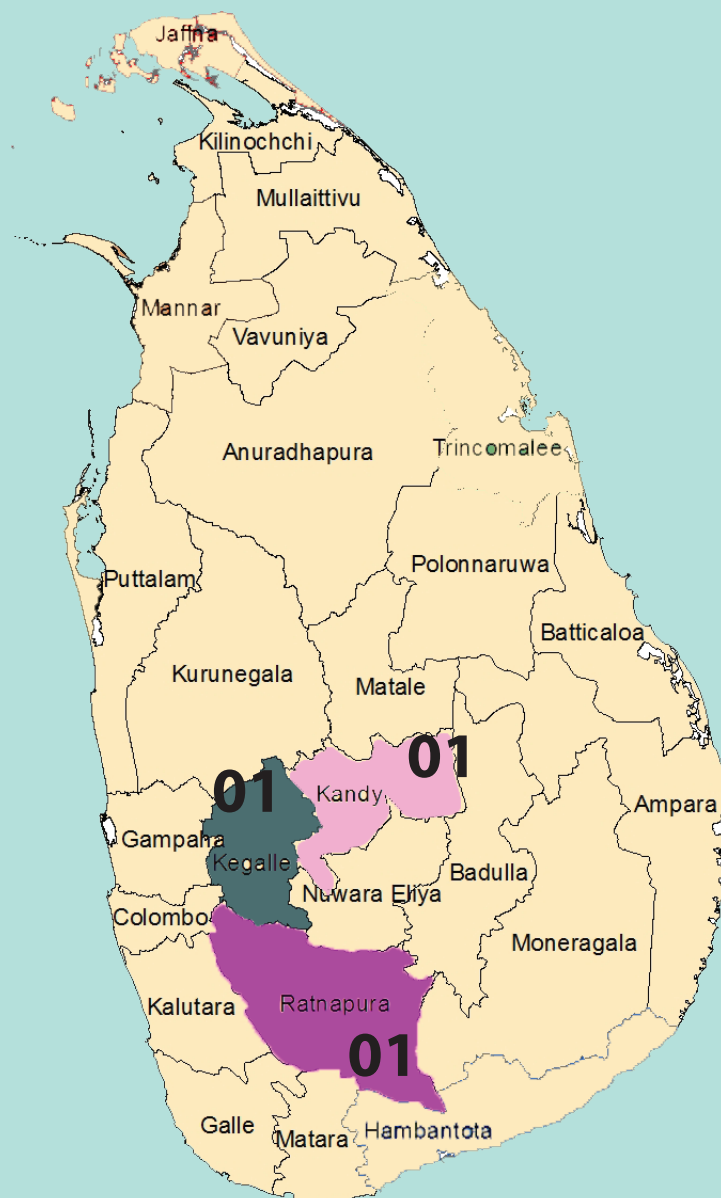 Jaffna
Kilinochchi
Mullaittivu
Mannar
Vavuniya
Anuradhapura
Trincomalee
Polonnaruwa
Puttalam
Batticaloa
Kurunegala
Matale
01
01
Kandy
Ampara
Gampaha
Kegalle
Badulla
Nuwara Eliya
Colombo
Moneragala
Ratnapura
Kalutara
01
Galle
Hambantota
Matara